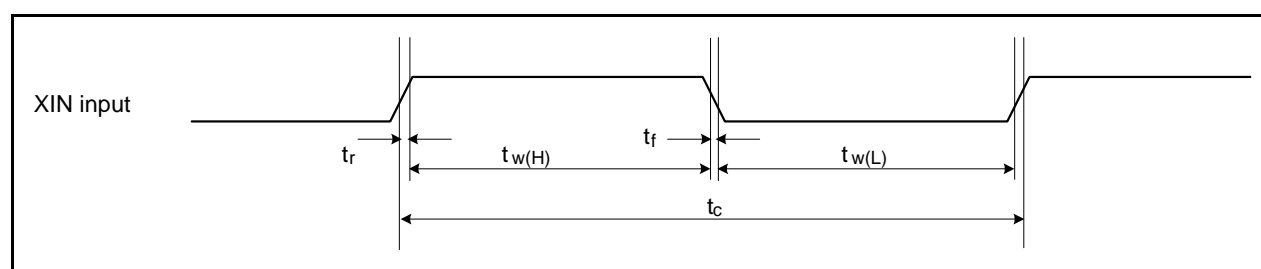 XIN input
tr
tw(H)
tf
tw(L)
tc